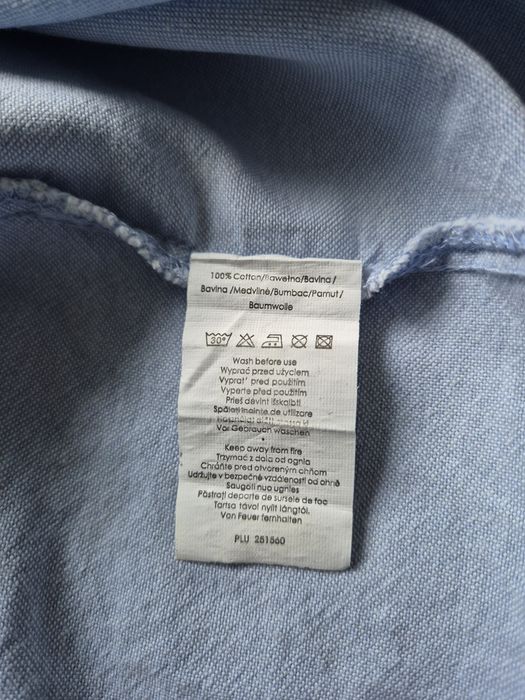 100% Cotton/Bawełna/Bavlna/
Bavlna/Medvilnė/Bumbac/Pamut/
Baumwolle
30°
Wash before use
Wyprać przed użyciem
Vyprat' pred použitím
Vyperte před použitím
Prieš dėvint išskalbti
Spălați înainte de utilizare
Vor Gebrauch waschen
•
Keep away from fire
Trzymać z dala od ognia
Chráňte pred otvoreným ohňom
Udržujte v bezpečné vzdálenosti od ohně
Saugoti nuo ugnies
Păstrați departe de sursele de foc
Tartsa távol nyílt lángtól.
Von Feuer fernhalten
PLU 251560